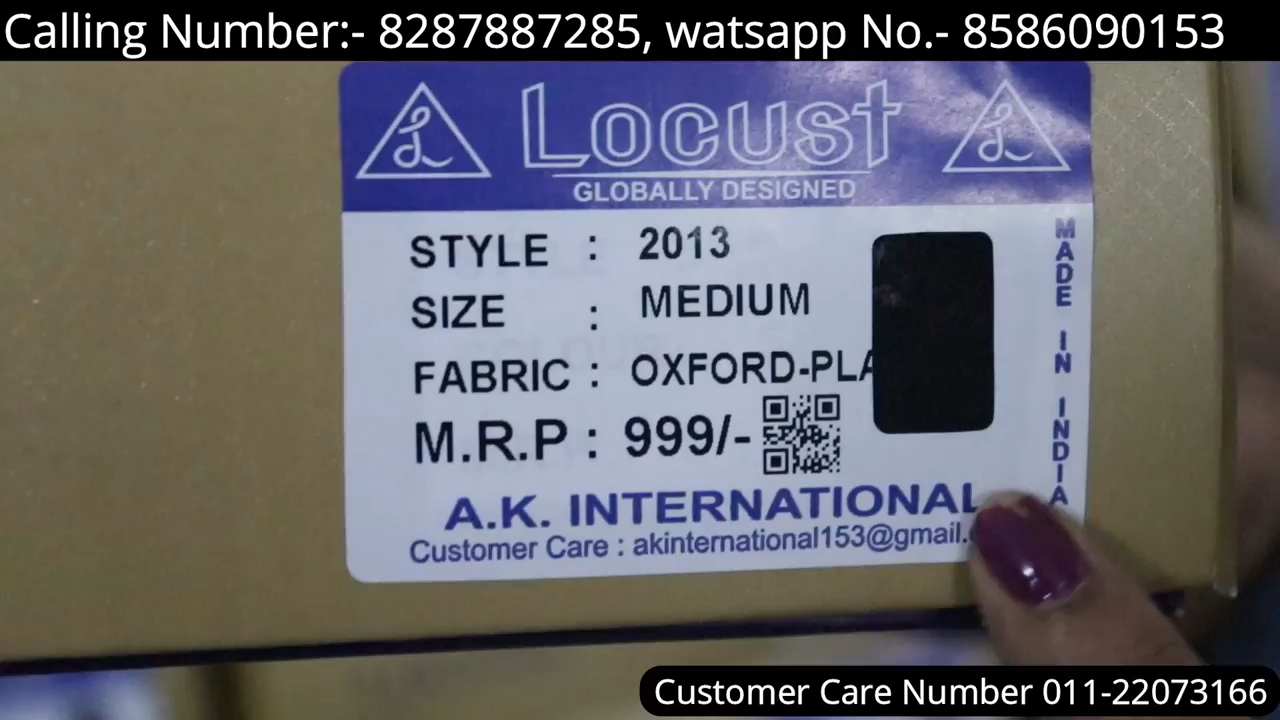 Calling Number:- 8287887285, watsapp No.- 8586090153
Locust
GLOBALLY DESIGNED
STYLE : 2013
SIZE : MEDIUM
FABRIC : OXFORD-PLA
M.R.P : 999/-
MADE IN INDIA
A.K. INTERNATIONAL
Customer Care : akinternational153@gmail.
Customer Care Number 011-22073166